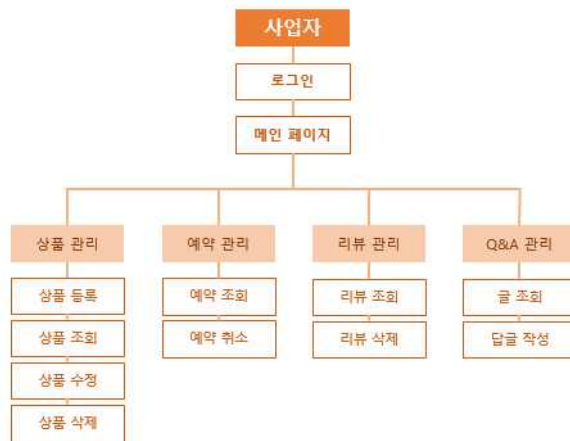 사업자
로그인
메인 페이지
상품 관리
예약 관리
리뷰 관리
Q&A 관리
상품 등록
예약 조회
리뷰 조회
글 조회
상품 조회
예약 취소
리뷰 삭제
답글 작성
상품 수정
상품 삭제